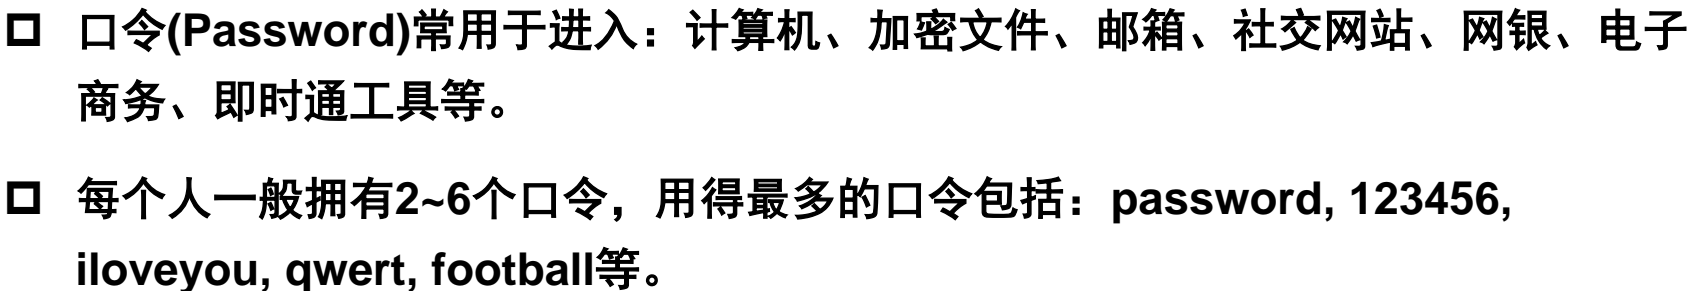 口令(Password)常用于进入：计算机、加密文件、邮箱、社交网站、网银、电子
商务、即时通工具等。
每个人一般拥有2~6个口令，用得最多的口令包括：password, 123456,
iloveyou, qwert, football等。